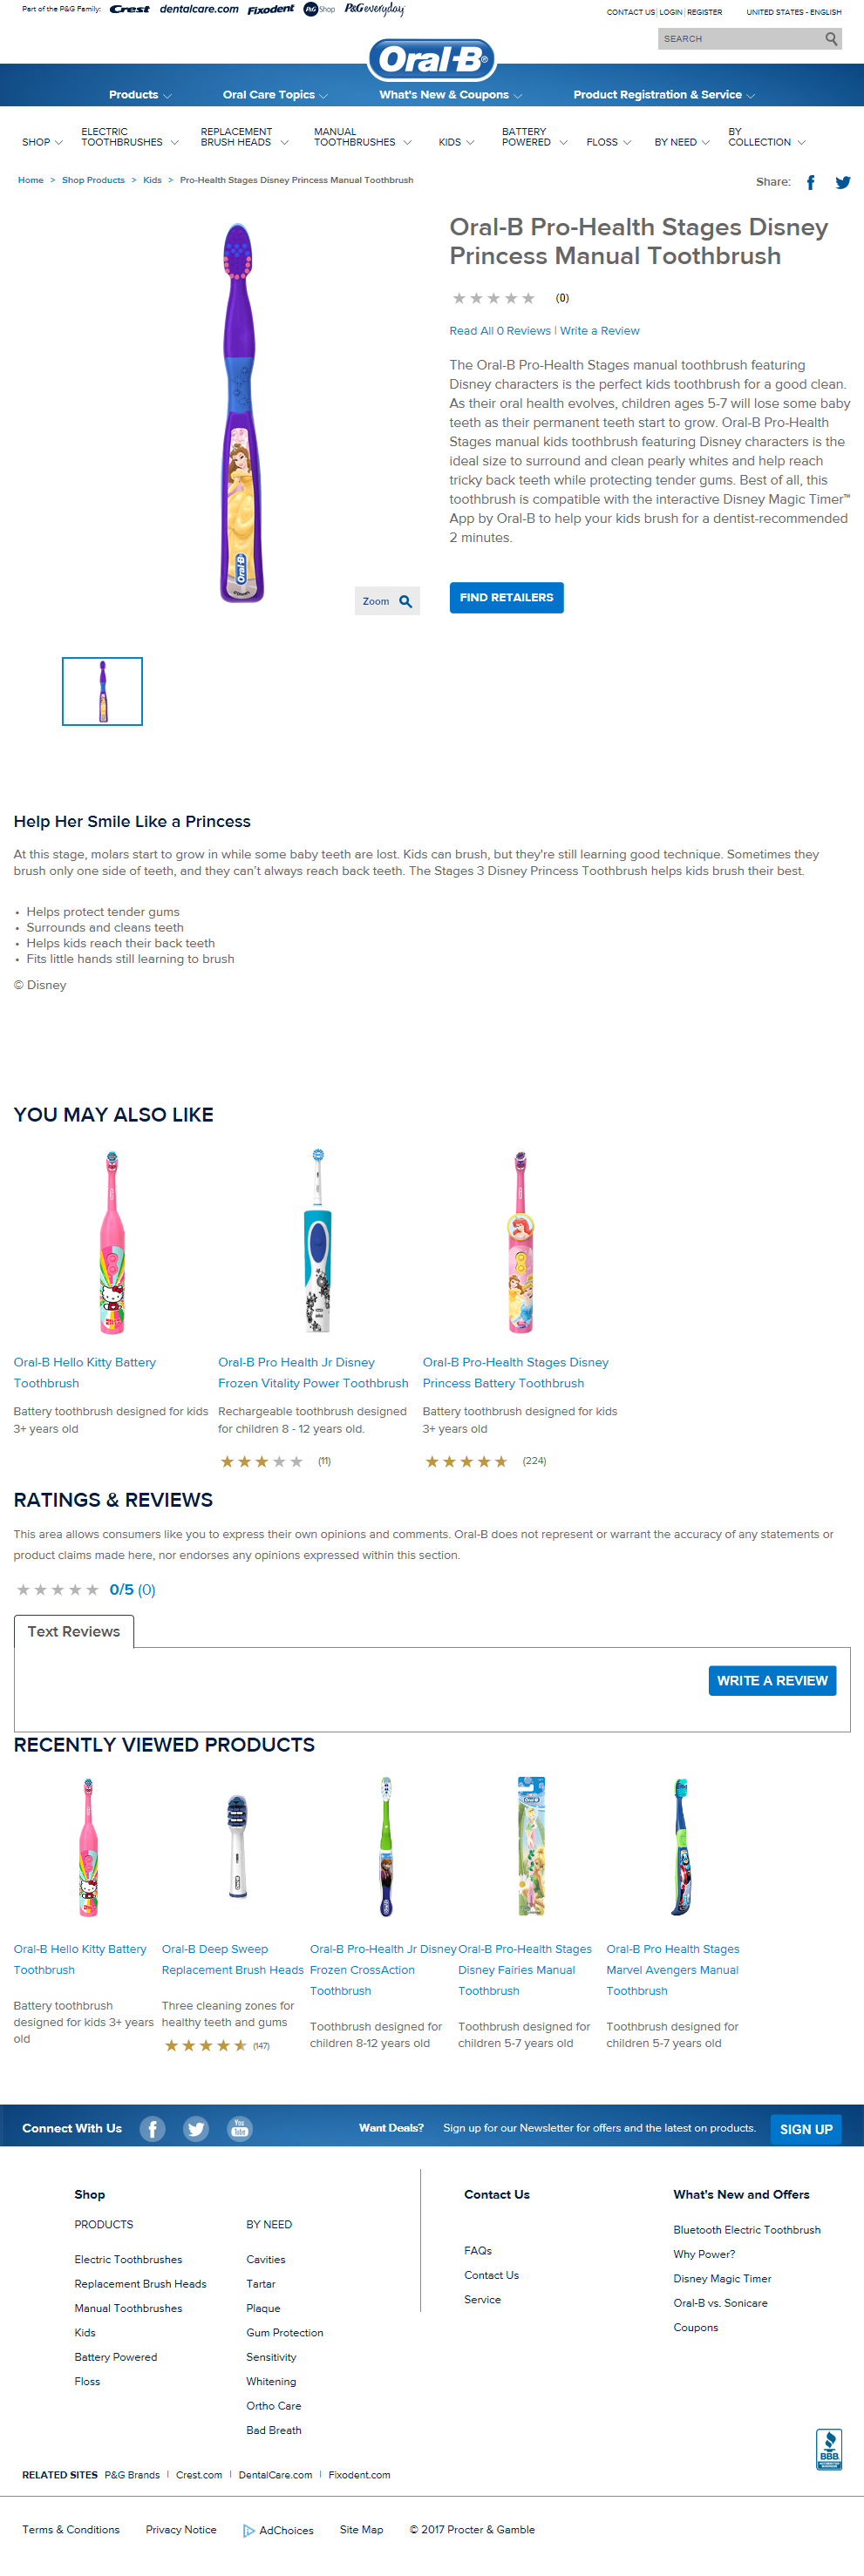 Part of the P&G Family: Crest dentalcare.com Fixodent P&G Shop P&Geveryday
CONTACT US | LOGIN | REGISTER UNITED STATES - ENGLISH
SEARCH
Oral-B
Products Oral Care Topics What's New & Coupons Product Registration & Service
SHOP ELECTRIC TOOTHBRUSHES REPLACEMENT BRUSH HEADS MANUAL TOOTHBRUSHES KIDS BATTERY POWERED FLOSS BY NEED BY COLLECTION
Home > Shop Products > Kids > Pro-Health Stages Disney Princess Manual Toothbrush
Share:
Oral-B Pro-Health Stages Disney
Princess Manual Toothbrush
(0)
Read All 0 Reviews | Write a Review
The Oral-B Pro-Health Stages manual toothbrush featuring
Disney characters is the perfect kids toothbrush for a good clean.
As their oral health evolves, children ages 5-7 will lose some baby
teeth as their permanent teeth start to grow. Oral-B Pro-Health
Stages manual kids toothbrush featuring Disney characters is the
ideal size to surround and clean pearly whites and help reach
tricky back teeth while protecting tender gums. Best of all, this
toothbrush is compatible with the interactive Disney Magic Timer™
App by Oral-B to help your kids brush for a dentist-recommended
2 minutes.
Oral-B
Zoom
FIND RETAILERS
Help Her Smile Like a Princess
At this stage, molars start to grow in while some baby teeth are lost. Kids can brush, but they're still learning good technique. Sometimes they
brush only one side of teeth, and they can't always reach back teeth. The Stages 3 Disney Princess Toothbrush helps kids brush their best.
• Helps protect tender gums
• Surrounds and cleans teeth
• Helps kids reach their back teeth
• Fits little hands still learning to brush
© Disney
YOU MAY ALSO LIKE
Oral-B Hello Kitty Battery
Toothbrush
Battery toothbrush designed for kids
3+ years old
Oral-B Pro Health Jr Disney
Frozen Vitality Power Toothbrush
Rechargeable toothbrush designed
for children 8 - 12 years old.
(11)
Oral-B Pro-Health Stages Disney
Princess Battery Toothbrush
Battery toothbrush designed for kids
3+ years old
(224)
RATINGS & REVIEWS
This area allows consumers like you to express their own opinions and comments. Oral-B does not represent or warrant the accuracy of any statements or
product claims made here, nor endorses any opinions expressed within this section.
0/5 (0)
Text Reviews
WRITE A REVIEW
RECENTLY VIEWED PRODUCTS
Oral-B Hello Kitty Battery
Toothbrush
Battery toothbrush
designed for kids 3+ years
old
Oral-B Deep Sweep
Replacement Brush Heads
Three cleaning zones for
healthy teeth and gums
(147)
Oral-B Pro-Health Jr Disney
Frozen CrossAction
Toothbrush
Toothbrush designed for
children 8-12 years old
Oral-B Pro-Health Stages
Disney Fairies Manual
Toothbrush
Toothbrush designed for
children 5-7 years old
Oral-B Pro Health Stages
Marvel Avengers Manual
Toothbrush
Toothbrush designed for
children 5-7 years old
Connect With Us You Tube Want Deals? Sign up for our Newsletter for offers and the latest on products. SIGN UP
Shop
PRODUCTS
Electric Toothbrushes
Replacement Brush Heads
Manual Toothbrushes
Kids
Battery Powered
Floss
BY NEED
Cavities
Tartar
Plaque
Gum Protection
Sensitivity
Whitening
Ortho Care
Bad Breath
Contact Us
FAQs
Contact Us
Service
What's New and Offers
Bluetooth Electric Toothbrush
Why Power?
Disney Magic Timer
Oral-B vs. Sonicare
Coupons
BBB
RELATED SITES P&G Brands | Crest.com | DentalCare.com | Fixodent.com
Terms & Conditions Privacy Notice AdChoices Site Map © 2017 Procter & Gamble